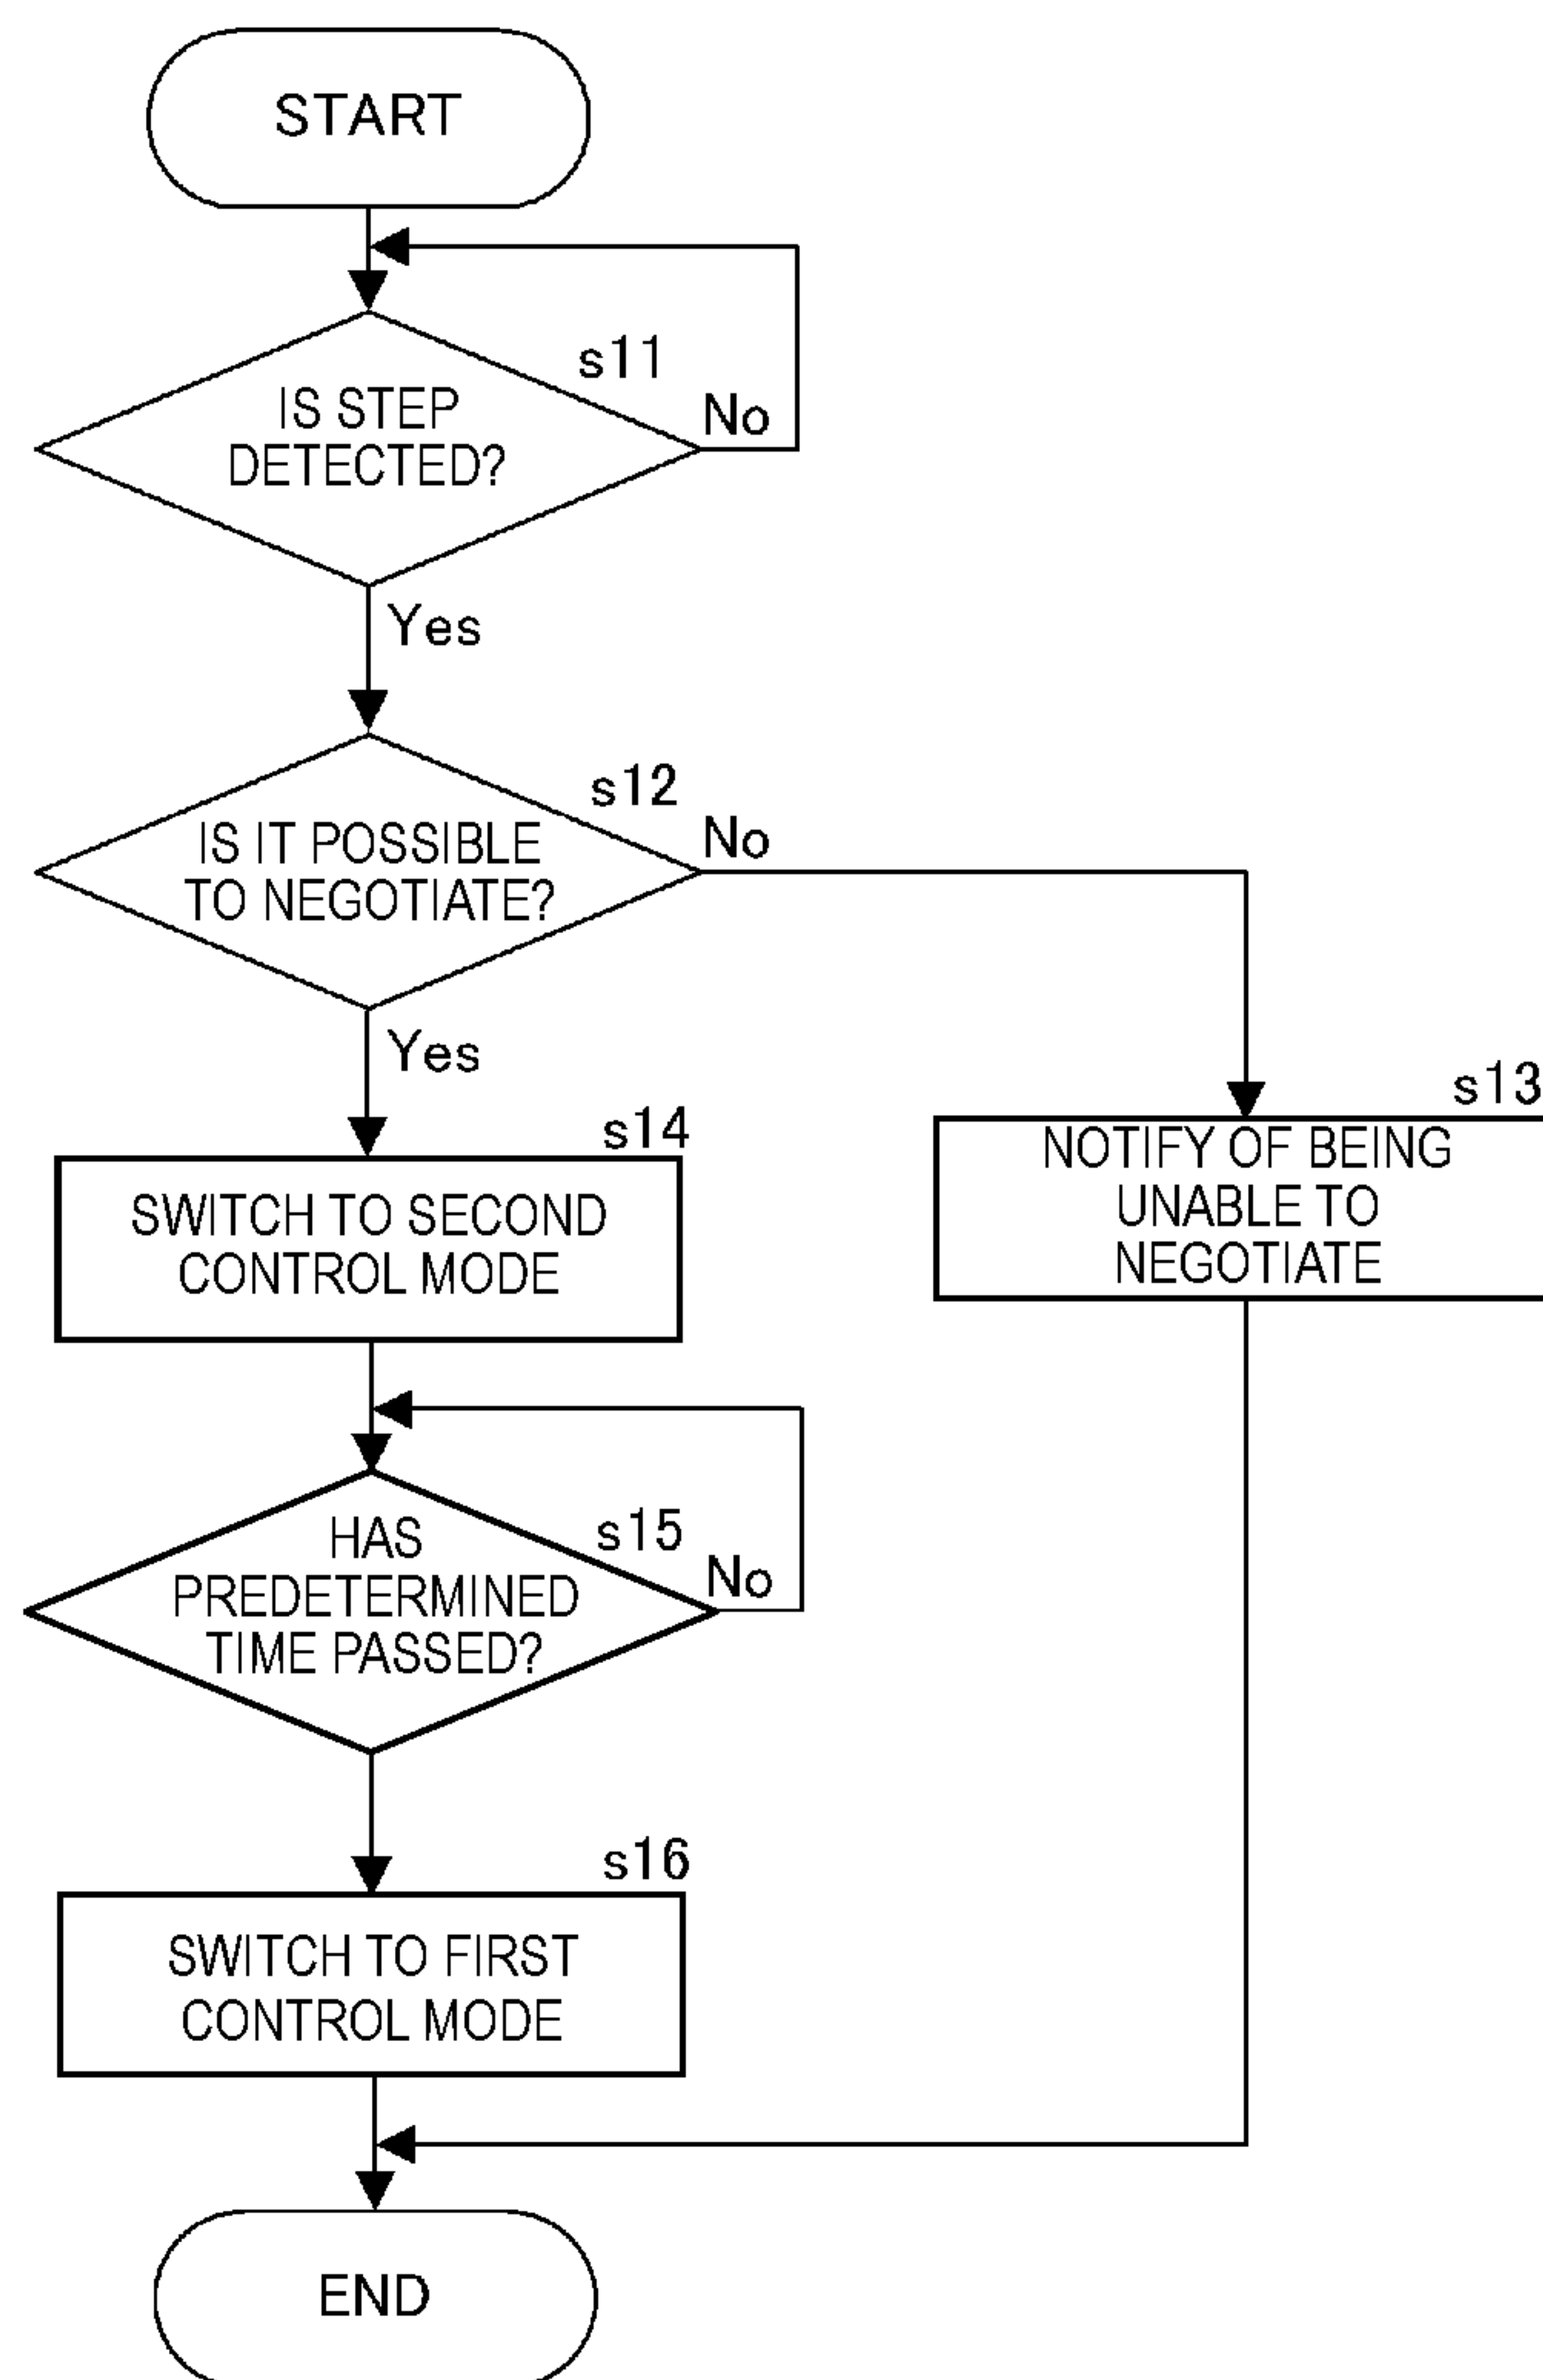 START
s11
No
IS STEP
DETECTED?
Yes
s12
No
IS IT POSSIBLE
TO NEGOTIATE?
Yes
s13
NOTIFY OF BEING
UNABLE TO
NEGOTIATE
s14
SWITCH TO SECOND
CONTROL MODE
s15
No
HAS
PREDETERMINED
TIME PASSED?
s16
SWITCH TO FIRST
CONTROL MODE
END